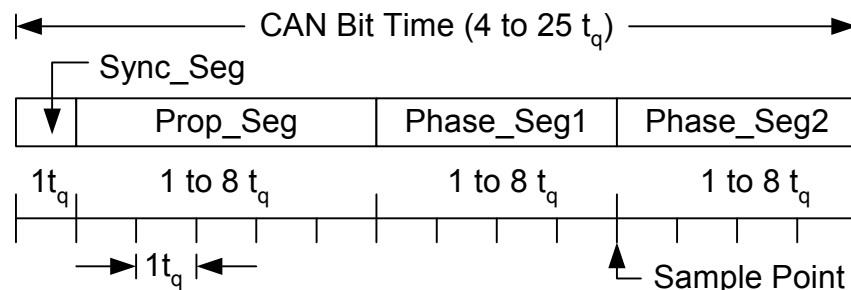 CAN Bit Time (4 to 25 tq)
Sync_Seg
Prop_Seg Phase_Seg1 Phase_Seg2
1tq 1 to 8 tq 1 to 8 tq 1 to 8 tq
1tq Sample Point